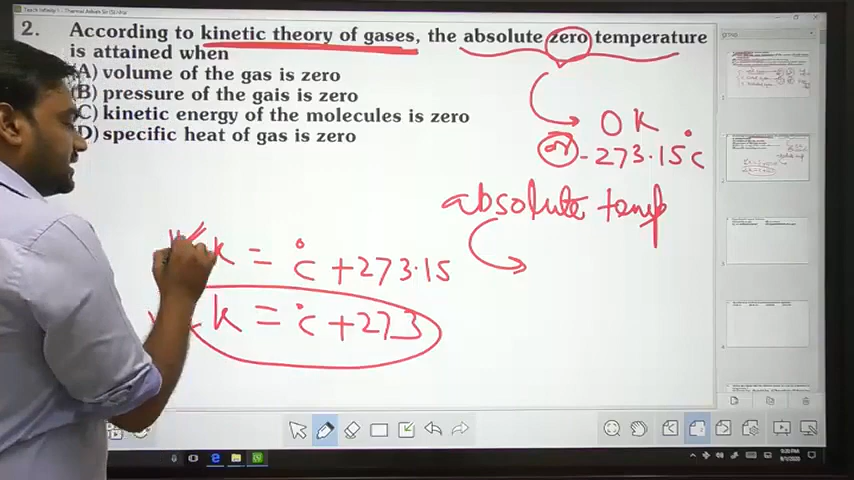 2. According to kinetic theory of gases, the absolute zero temperature
is attained when
(A) volume of the gas is zero
(B) pressure of the gais is zero
(C) kinetic energy of the molecules is zero
(D) specific heat of gas is zero
0 K
or -273.15°c
absolute temp
K = °c +273.15
K = °c +273